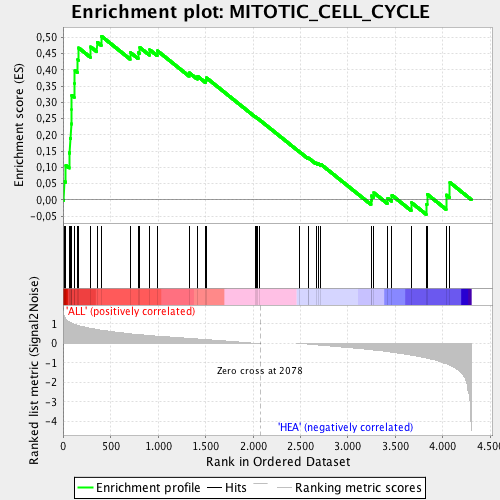 Enrichment plot: MITOTIC_CELL_CYCLE
Enrichment score (ES)
0,50
0,45
0,40
0,35
0,30
0,25
0,20
0,15
0,10
0,05
0,00
-0,05
'ALL' (positively correlated)
Ranked list metric (Signal2Noise)
1
0
-1
-2
-3
-4
Zero cross at 2078
'HEA' (negatively correlated)
0 500 1 000 1 500 2 000 2 500 3 000 3 500 4 000 4 500
Rank in Ordered Dataset
Enrichment profile Hits Ranking metric scores